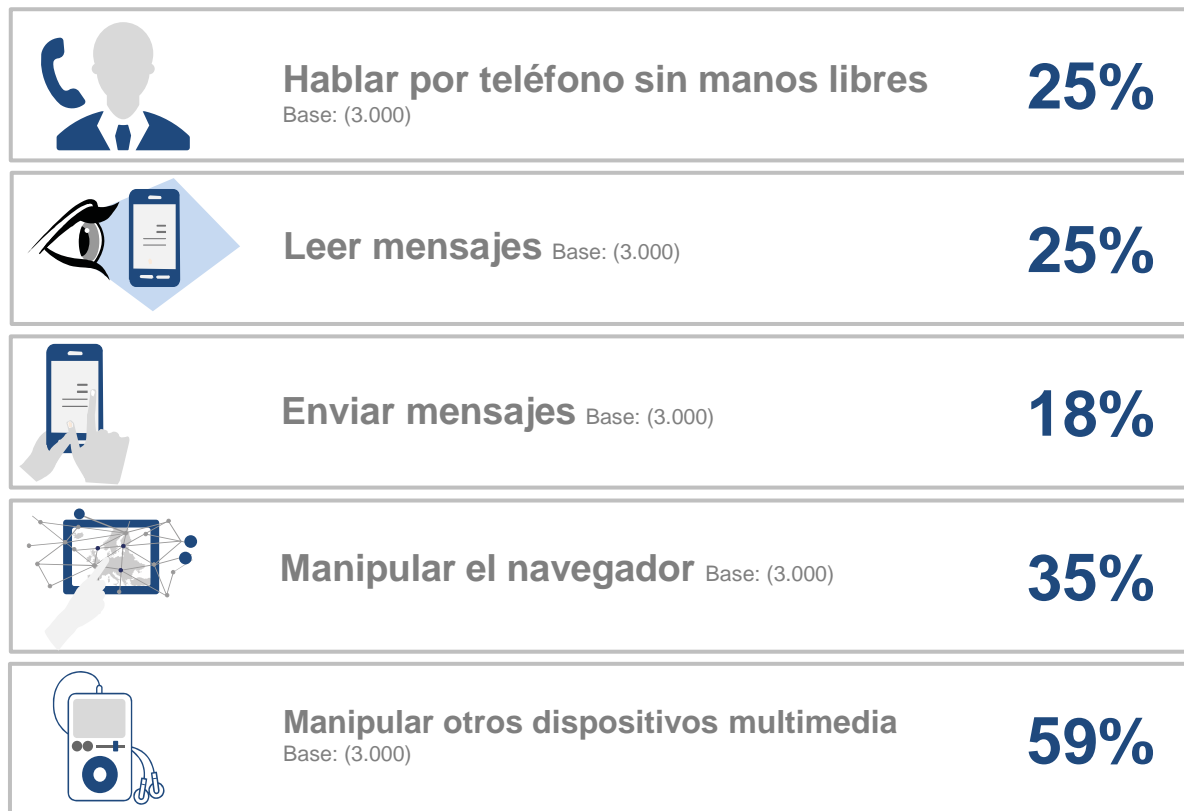 Hablar por teléfono sin manos libres
Base: (3.000)
25%
Leer mensajes Base: (3.000)
25%
Enviar mensajes Base: (3.000)
18%
Manipular el navegador Base: (3.000)
35%
Manipular otros dispositivos multimedia
Base: (3.000)
59%